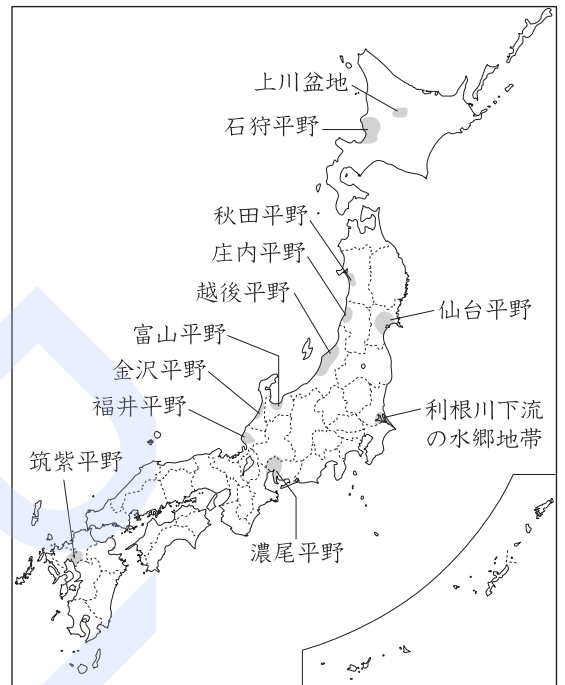 上川盆地
石狩平野
秋田平野
庄内平野
越後平野
仙台平野
富山平野
金沢平野
福井平野
利根川下流
の水郷地帯
筑紫平野
濃尾平野